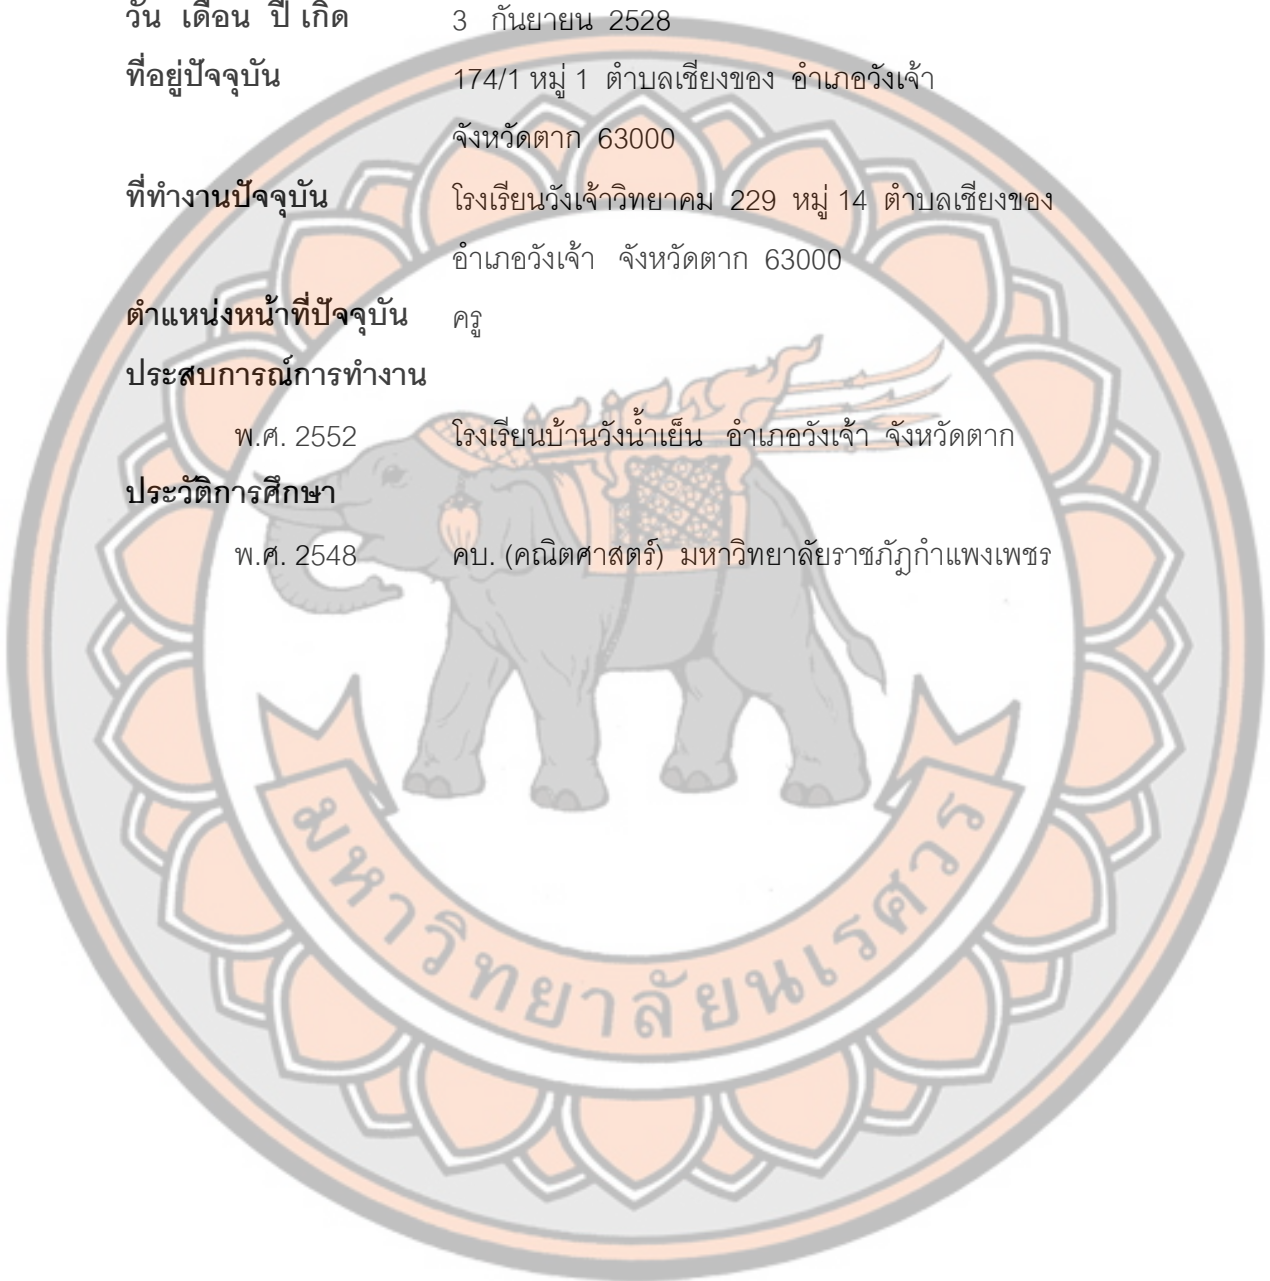 วัน เดือน ปี เกิด 3 กันยายน 2528
ที่อยู่ปัจจุบัน 174/1 หมู่ 1 ตำบลเชียงของ อำเภอวังเจ้า
จังหวัดตาก 63000
ที่ทำงานปัจจุบัน โรงเรียนวังเจ้าวิทยาคม 229 หมู่ 14 ตำบลเชียงของ
อำเภอวังเจ้า จังหวัดตาก 63000
ตำแหน่งหน้าที่ปัจจุบัน ครู
ประสบการณ์การทำงาน
พ.ศ. 2552 โรงเรียนบ้านวังน้ำเย็น อำเภอวังเจ้า จังหวัดตาก
ประวัติการศึกษา
พ.ศ. 2548 คบ. (คณิตศาสตร์) มหาวิทยาลัยราชภัฏกำแพงเพชร
มหาวิทยาลัยนเรศวร